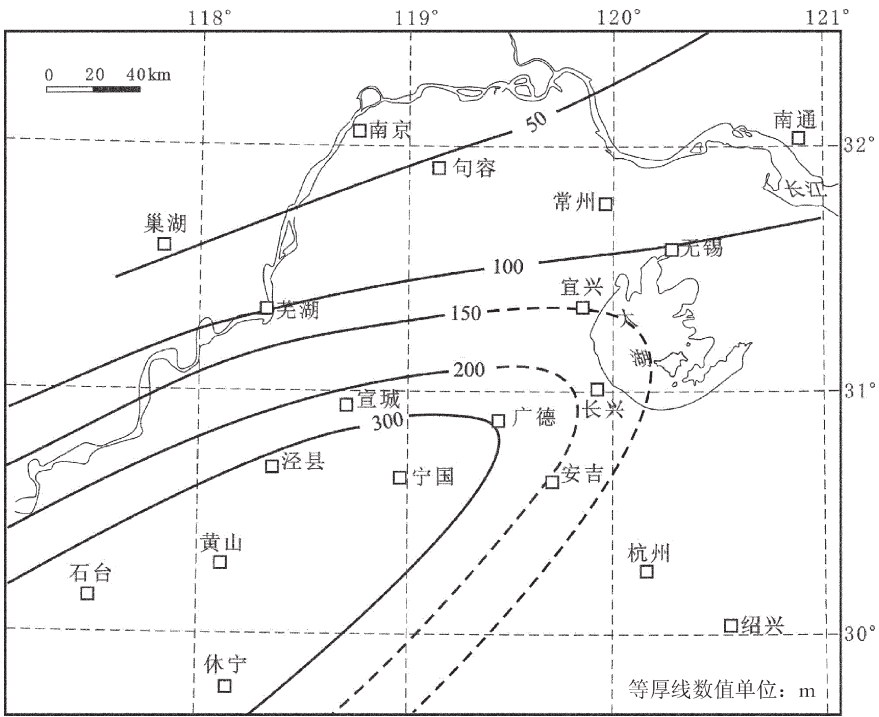 118° 119° 120° 121°
0 20 40km
南京
50
南通
32°
句容
长江
常州
巢湖
100
无锡
宜兴
芜湖
150
太
湖
200
31°
宣城
长兴
广德
300
泾县
宁国
安吉
黄山
杭州
石台
绍兴
30°
休宁
等厚线数值单位：m